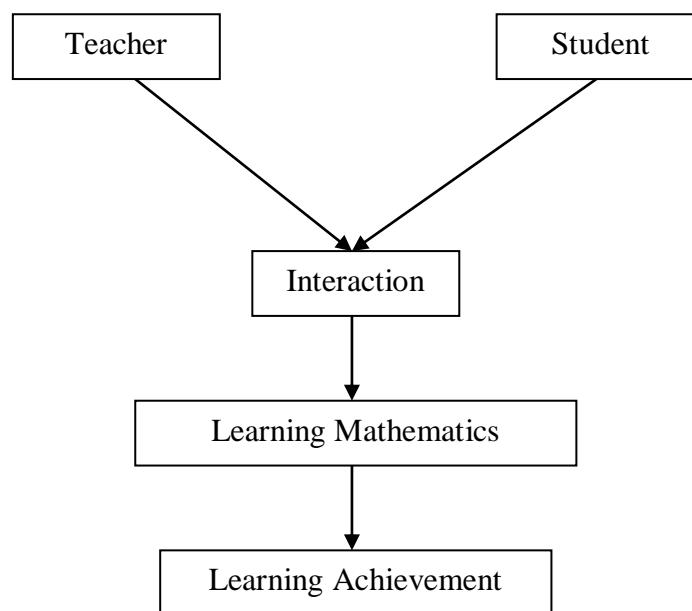 Teacher
Student
Interaction
Learning Mathematics
Learning Achievement